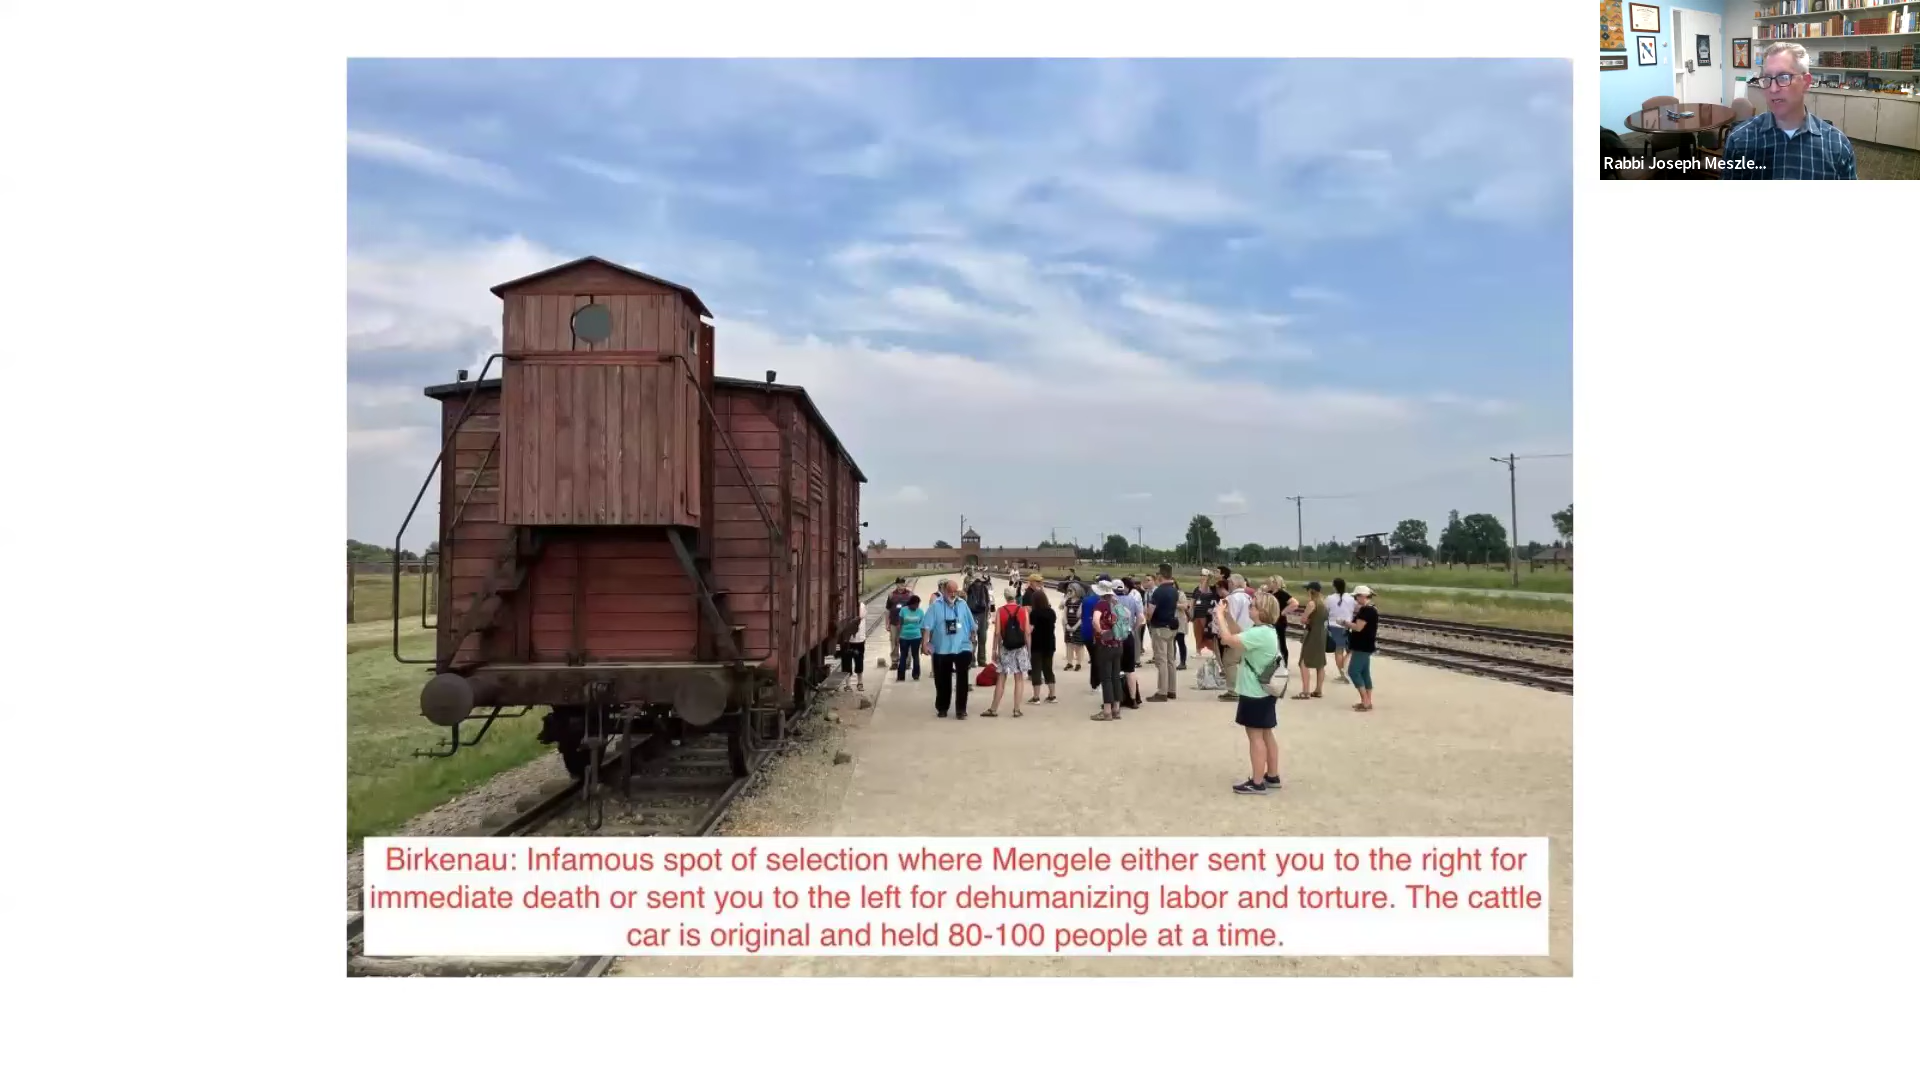 Rabbi Joseph Meszle...
Birkenau: Infamous spot of selection where Mengele either sent you to the right for
immediate death or sent you to the left for dehumanizing labor and torture. The cattle
car is original and held 80-100 people at a time.